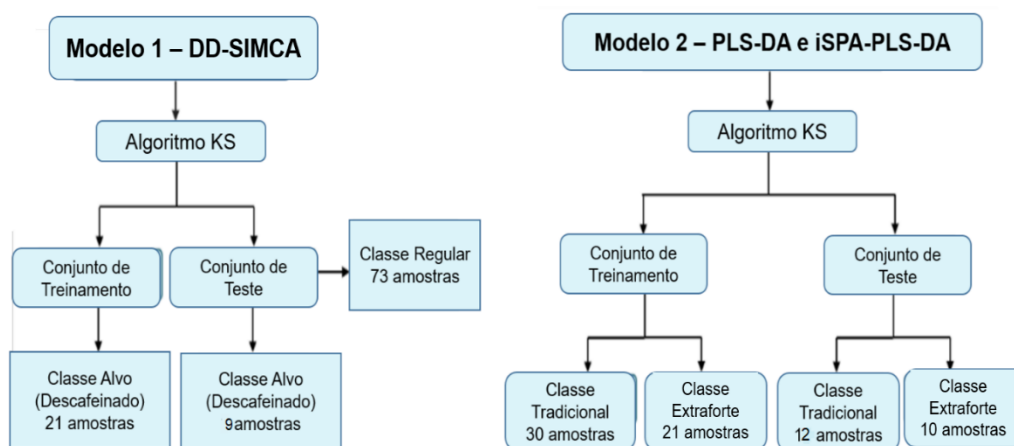 Modelo 1 – DD-SIMCA
Algoritmo KS
Conjunto de
Treinamento
Conjunto de
Teste
Classe Regular
73 amostras
Classe Alvo
(Descafeinado)
21 amostras
Classe Alvo
(Descafeinado)
9amostras
Modelo 2 – PLS-DA e iSPA-PLS-DA
Algoritmo KS
Conjunto de
Treinamento
Conjunto de
Teste
Classe
Tradicional
30 amostras
Classe
Extraforte
21 amostras
Classe
Tradicional
12 amostras
Classe
Extraforte
10 amostras